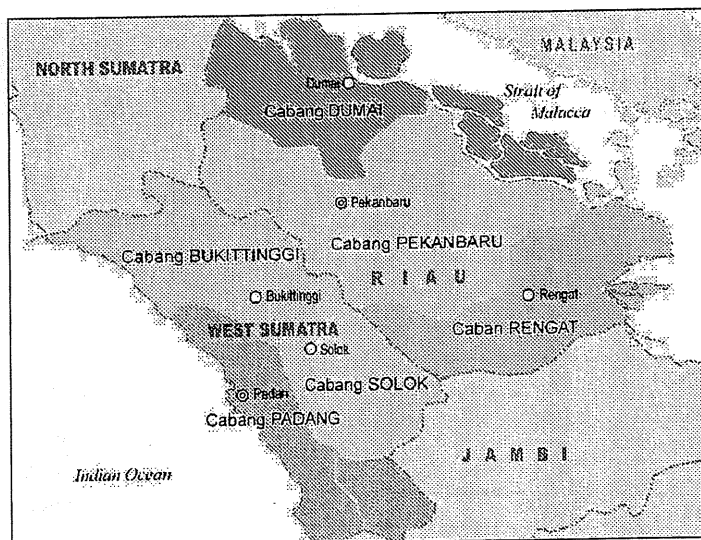 MALAYSIA
NORTH SUMATRA
Dumai
Strait of
Malacca
Cabang DUMAI
Pekanbaru
Cabang PEKANBARU
Cabang BUKITTINGGI
R I A U
Bukittinggi
Rengat
WEST SUMATRA
Caban RENGAT
Solok
Cabang SOLOK
Padan
Cabang PADANG
J A M B I
Indian Ocean